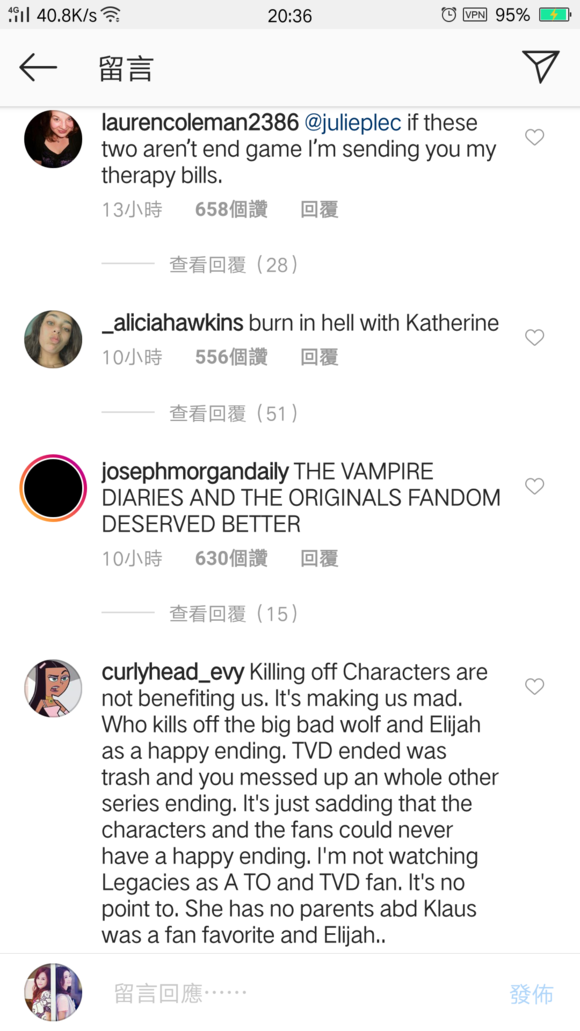 4G 40.8K/s 20:36 VPN 95%
留言
laurencoleman2386 @julieplec if these
two aren’t end game I’m sending you my
therapy bills.
13小時 658個讚 回覆
查看回覆（28）
_aliciahawkins burn in hell with Katherine
10小時 556個讚 回覆
查看回覆（51）
josephmorgandaily THE VAMPIRE
DIARIES AND THE ORIGINALS FANDOM
DESERVED BETTER
10小時 630個讚 回覆
查看回覆（15）
curlyhead_evy Killing off Characters are
not benefiting us. It's making us mad.
Who kills off the big bad wolf and Elijah
as a happy ending. TVD ended was
trash and you messed up an whole other
series ending. It's just sadding that the
characters and the fans could never
have a happy ending. I'm not watching
Legacies as A TO and TVD fan. It's no
point to. She has no parents abd Klaus
was a fan favorite and Elijah..
留言回應⋯⋯ 發佈